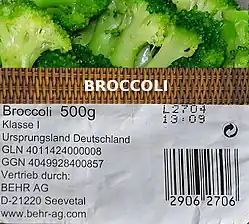 BROCCOLI
Broccoli 500g
L2704
13:09
Klasse I
Ursprungsland Deutschland
GLN 4011424000008
GGN 4049928400857
Vertrieb durch:
BEHR AG
D-21220 Seevetal
www.behr-ag.com
2906 2706